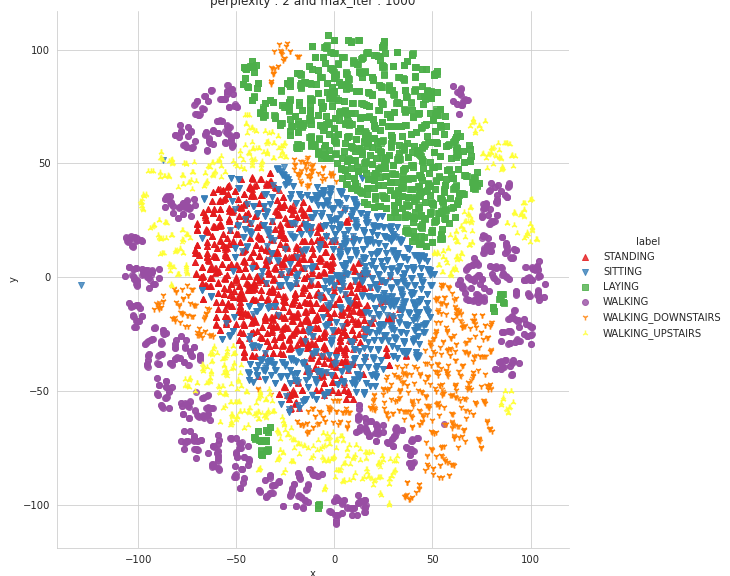 perplexity : 2 and max_iter : 1000
100
50
0
−50
−100
y
−100
−50
0
50
100
x
label
STANDING
SITTING
LAYING
WALKING
WALKING_DOWNSTAIRS
WALKING_UPSTAIRS